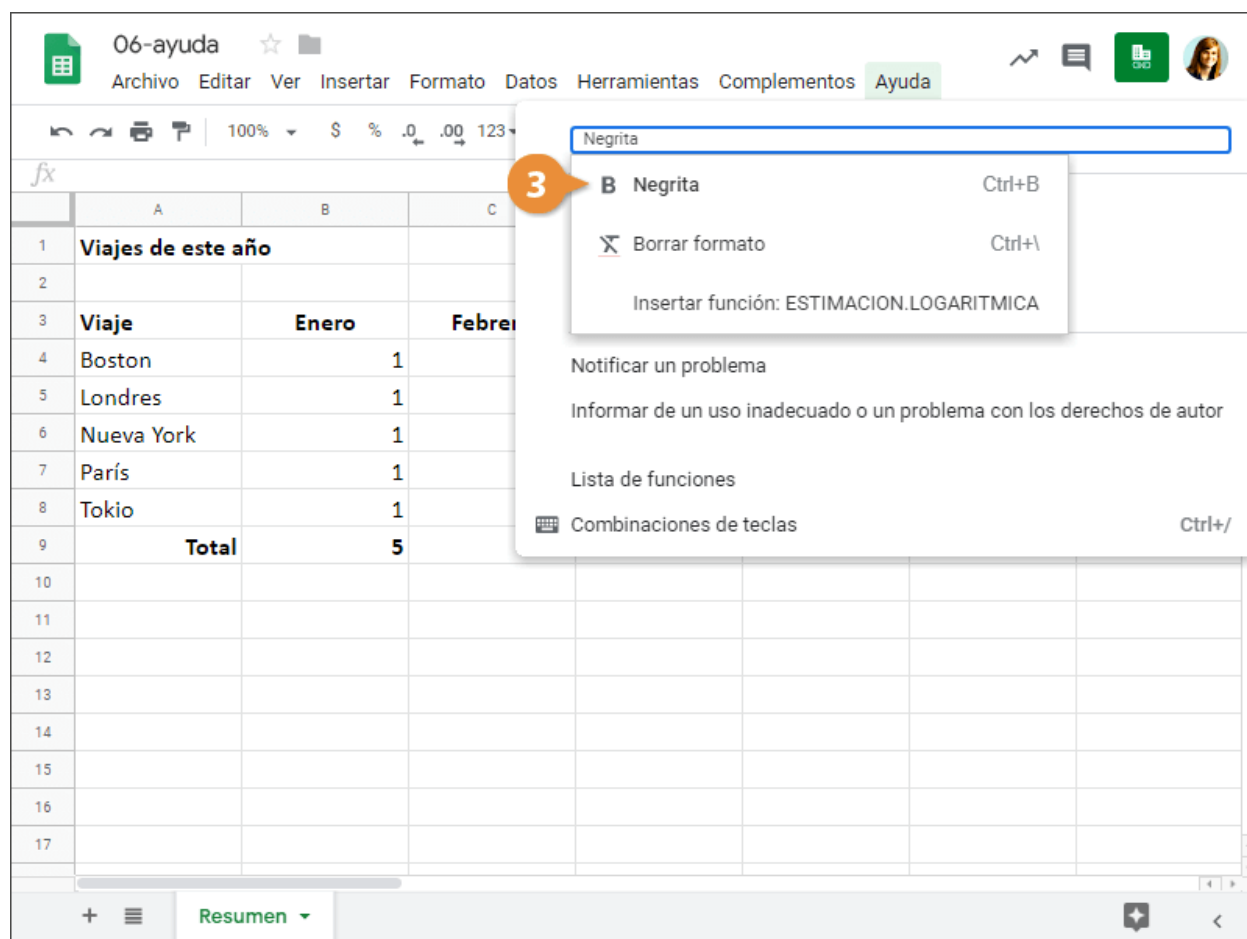 06-ayuda
Archivo Editar Ver Insertar Formato Datos Herramientas Complementos Ayuda
100% $ % .0 .00 123
Negrita
fx
3 B Negrita Ctrl+B
A B C
Borrar formato Ctrl+\
1 Viajes de este año
2
Insertar función: ESTIMACION.LOGARITMICA
3 Viaje Enero Febrer
4 Boston 1
Notificar un problema
5 Londres 1
Informar de un uso inadecuado o un problema con los derechos de autor
6 Nueva York 1
7 París 1
Lista de funciones
8 Tokio 1
Combinaciones de teclas Ctrl+/
9 Total 5
10
11
12
13
14
15
16
17
+ Resumen